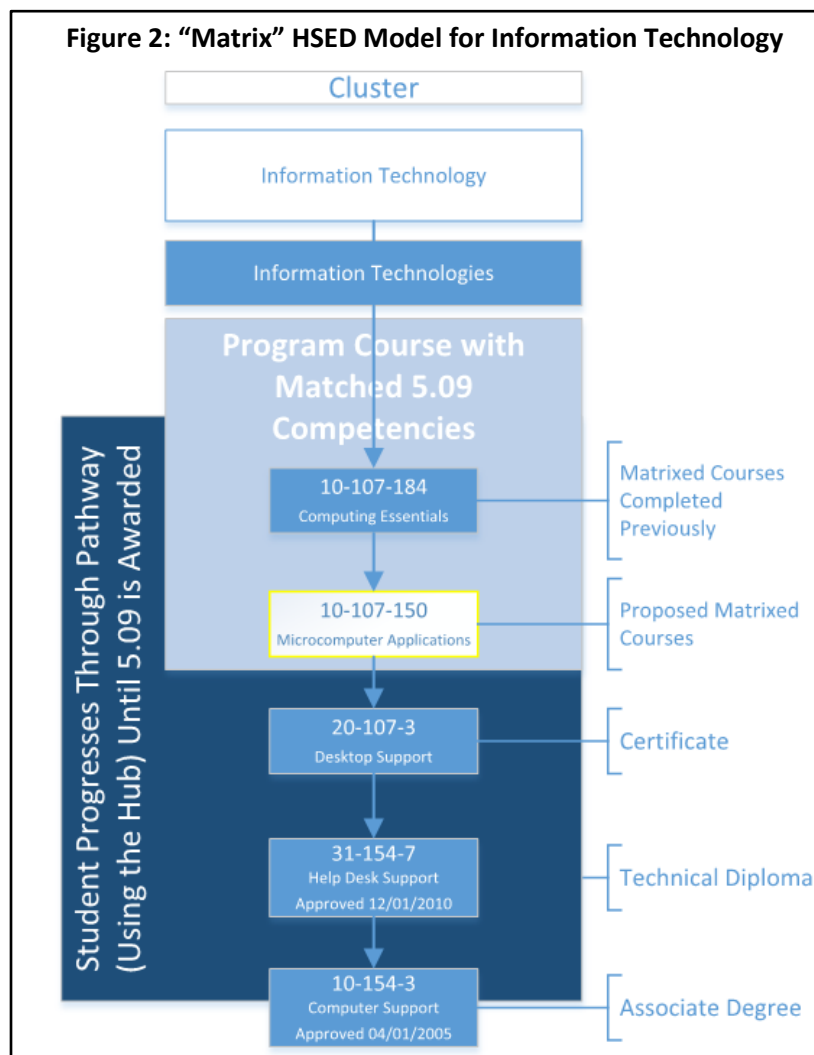 Figure 2: “Matrix” HSED Model for Information Technology
Cluster
Information Technology
Information Technologies
Program Course with
Matched 5.09
Competencies
Student Progresses Through Pathway
(Using the Hub) Until 5.09 is Awarded
10-107-184
Computing Essentials
Matrixed Courses
Completed
Previously
10-107-150
Microcomputer Applications
Proposed Matrixed
Courses
20-107-3
Desktop Support
Certificate
31-154-7
Help Desk Support
Approved 12/01/2010
Technical Diploma
10-154-3
Computer Support
Approved 04/01/2005
Associate Degree